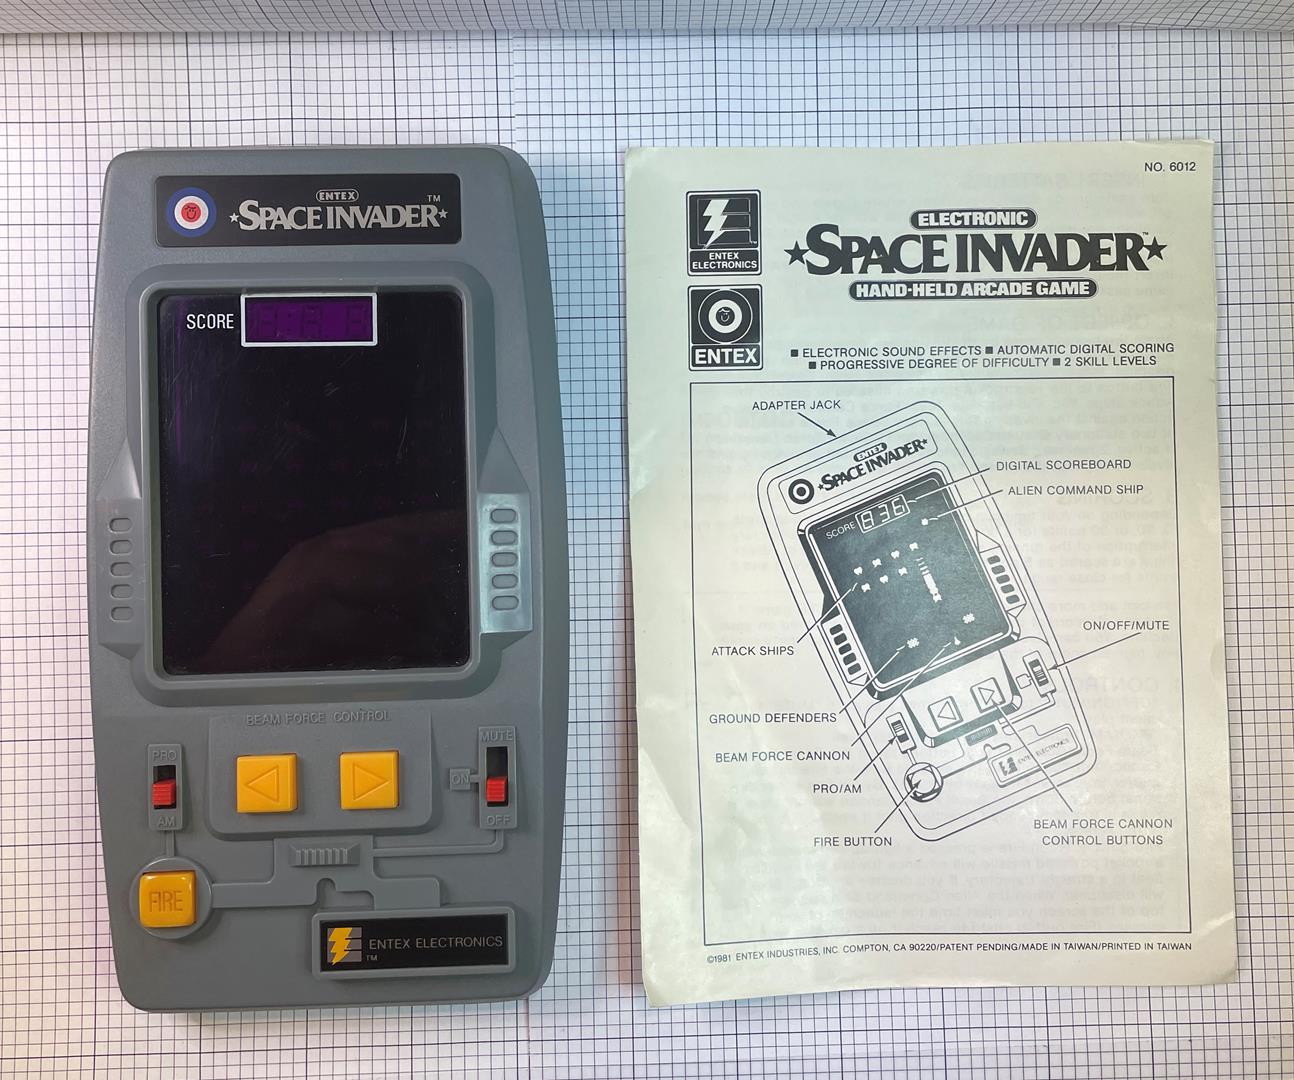 ENTEX
★SPACE INVADER★™
SCORE
BEAM FORCE CONTROL
PRO
AM
MUTE
ON
OFF
FIRE
ENTEX ELECTRONICS
TM
NO. 6012
ENTEX
ELECTRONICS
ENTEX
ELECTRONIC
★SPACE INVADER™★
HAND-HELD ARCADE GAME
■ ELECTRONIC SOUND EFFECTS ■ AUTOMATIC DIGITAL SCORING
■ PROGRESSIVE DEGREE OF DIFFICULTY ■ 2 SKILL LEVELS
ADAPTER JACK
ENTEX
★SPACE INVADER★
SCORE 836
DIGITAL SCOREBOARD
ALIEN COMMAND SHIP
ATTACK SHIPS
ON/OFF/MUTE
GROUND DEFENDERS
BEAM FORCE CANNON
PRO/AM
FIRE BUTTON
ENTEX ELECTRONICS
BEAM FORCE CANNON
CONTROL BUTTONS
©1981 ENTEX INDUSTRIES, INC. COMPTON, CA 90220/PATENT PENDING/MADE IN TAIWAN/PRINTED IN TAIWAN